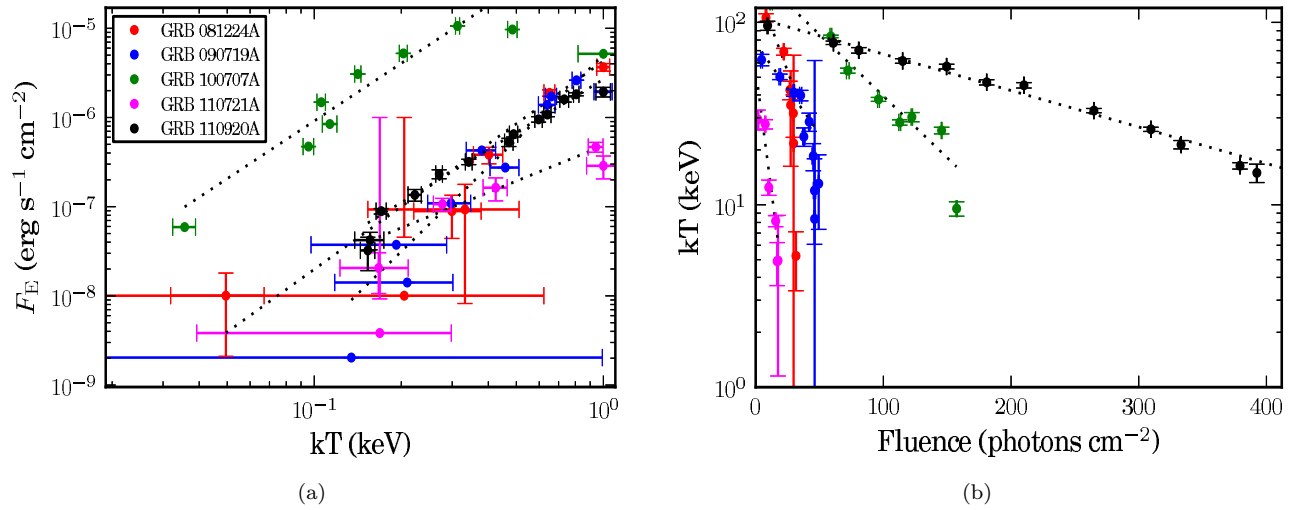 10⁻⁵
10⁻⁶
10⁻⁷
10⁻⁸
10⁻⁹
F_E (erg s⁻¹ cm⁻²)
GRB 081224A
GRB 090719A
GRB 100707A
GRB 110721A
GRB 110920A
10⁻¹ 10⁰
kT (keV)
(a)
10²
10¹
10⁰
kT (keV)
0 100 200 300 400
Fluence (photons cm⁻²)
(b)